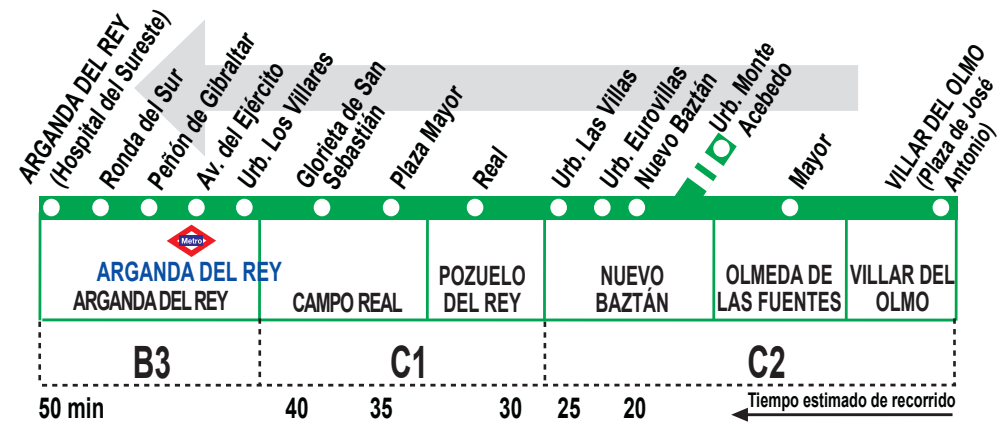 ARGANDA DEL REY
(Hospital del Sureste)
Ronda del Sur
Peñón de Gibraltar
Av. del Ejército
Urb. Los Villares
Glorieta de San
Sebastián
Plaza Mayor
Real
Urb. Las Villas
Urb. Eurovillas
Nuevo Baztán
Urb. Monte
Acebedo
Mayor
VILLAR DEL OLMO
(Plaza de José
Antonio)
Metro
ARGANDA DEL REY
ARGANDA DEL REY
CAMPO REAL
POZUELO
DEL REY
NUEVO
BAZTÁN
OLMEDA DE
LAS FUENTES
VILLAR DEL
OLMO
B3
C1
C2
50 min
40
35
30
25
20
Tiempo estimado de recorrido